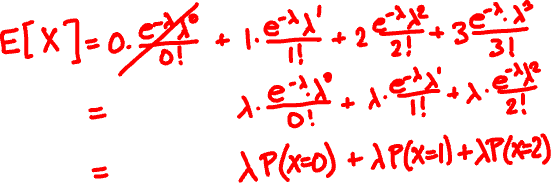 E[X] = 0·e^{-λ}λ^0/0! + 1·e^{-λ}λ^1/1! + 2 e^{-λ}λ^2/2! + 3 e^{-λ}·λ^3/3!
= λ·e^{-λ}·λ^0/0! + λ·e^{-λ}λ^1/1! + λ·e^{-λ}λ^2/2!
= λP(X=0) + λP(X=1) + λP(X=2)